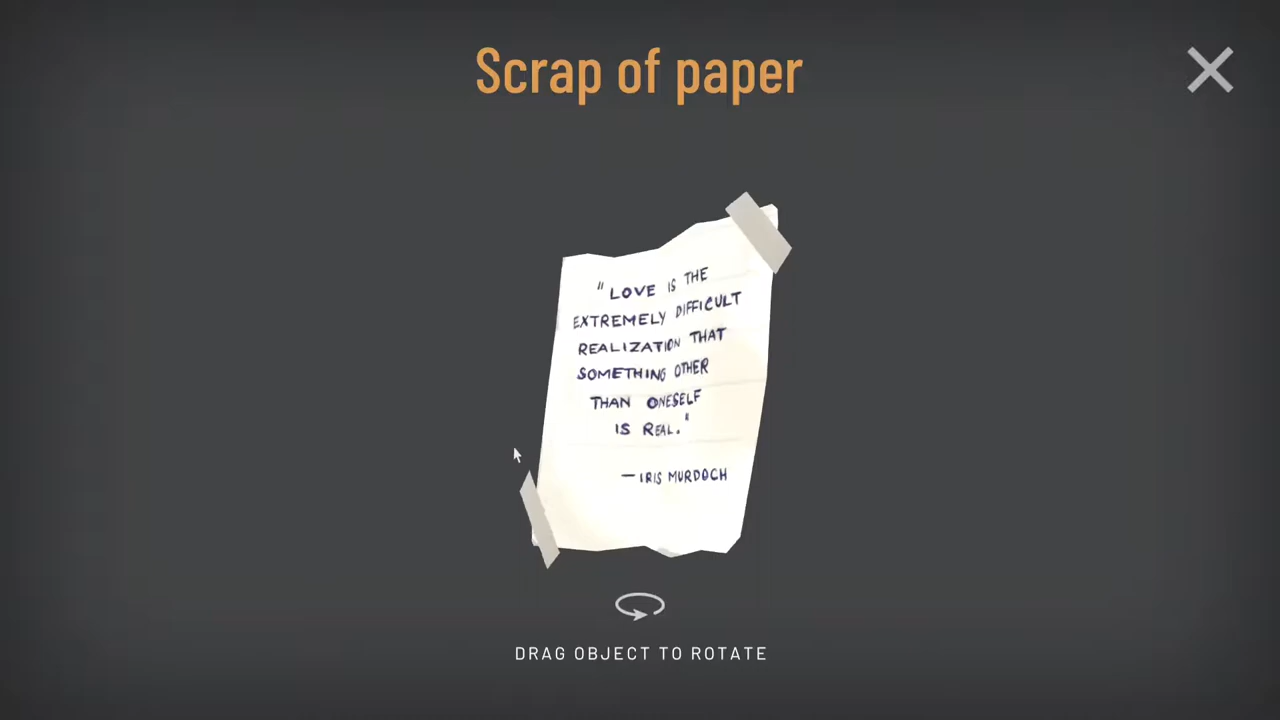 Scrap of paper
"LOVE IS THE
EXTREMELY DIFFICULT
REALIZATION THAT
SOMETHING OTHER
THAN ONESELF
IS REAL."
—IRIS MURDOCH
DRAG OBJECT TO ROTATE